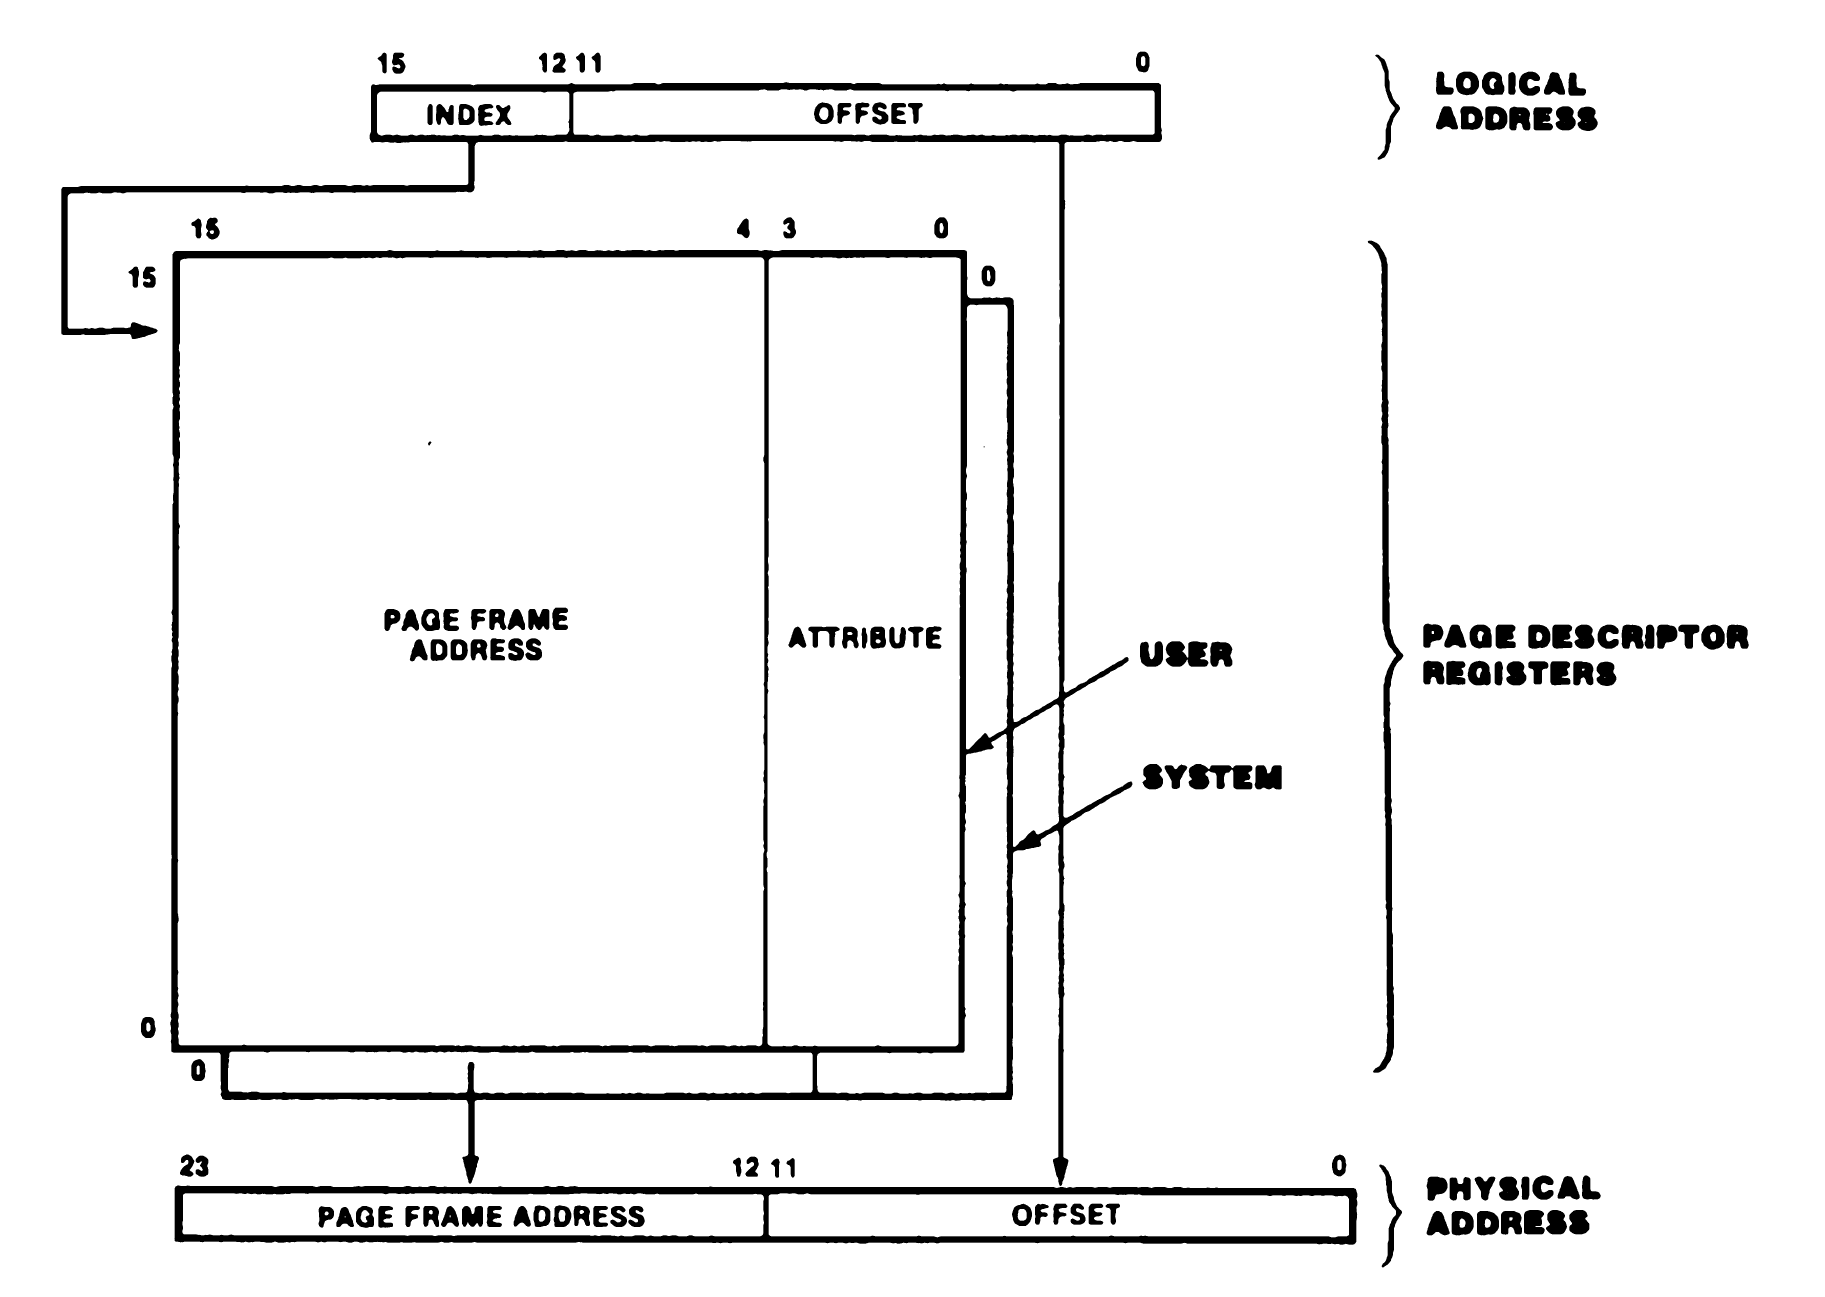 15 12 11 0
INDEX OFFSET
LOGICAL
ADDRESS
15 4 3 0
15
0
PAGE FRAME
ADDRESS
ATTRIBUTE
USER
SYSTEM
PAGE DESCRIPTOR
REGISTERS
0
0
23 12 11 0
PAGE FRAME ADDRESS OFFSET
PHYSICAL
ADDRESS